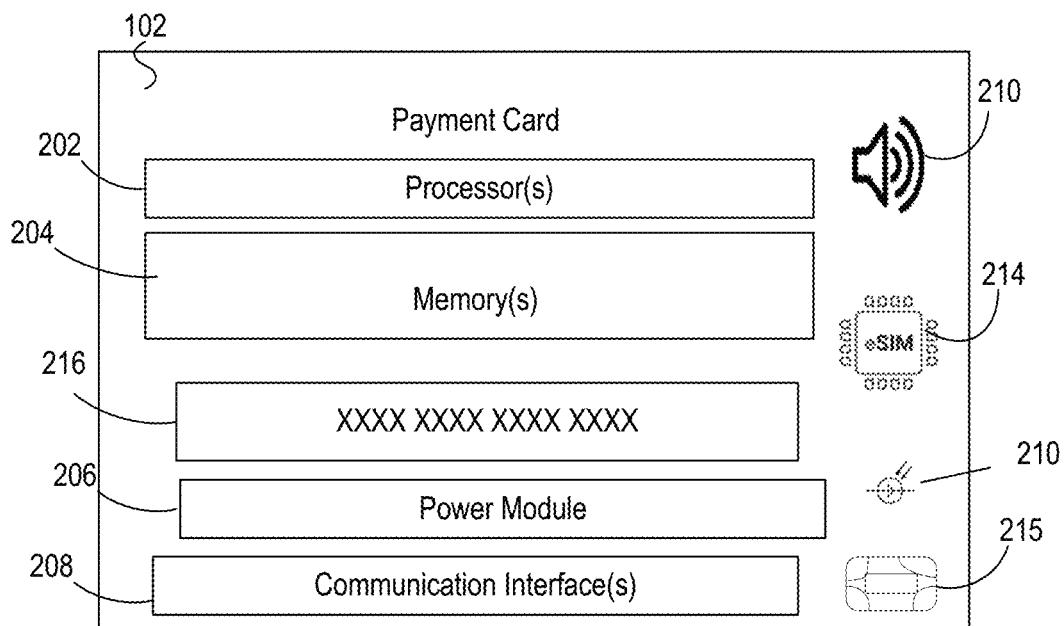 102
210
Payment Card
202
Processor(s)
204
Memory(s)
214
eSIM
216
XXXX XXXX XXXX XXXX
210
206
Power Module
215
208
Communication Interface(s)